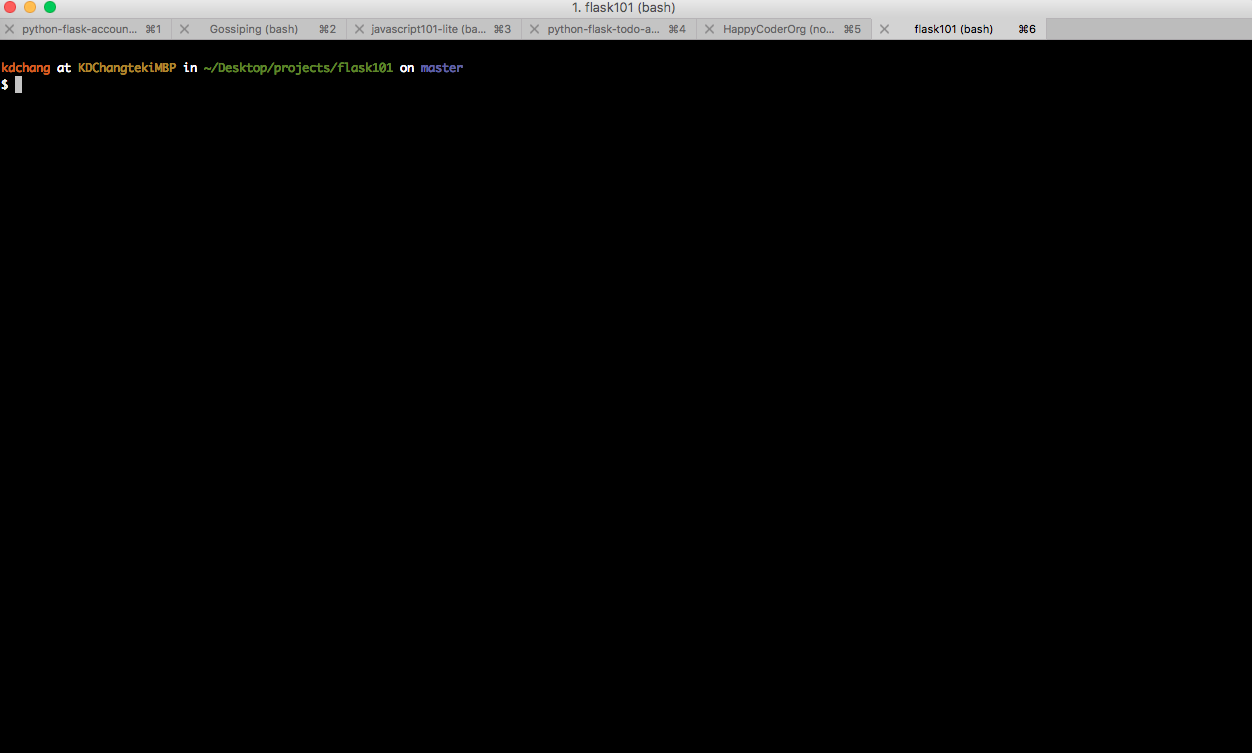 1. flask101 (bash)
python-flask-accoun... ⌘1 Gossiping (bash) ⌘2 javascript101-lite (ba... ⌘3 python-flask-todo-a... ⌘4 HappyCoderOrg (no... ⌘5 flask101 (bash) ⌘6
kdchang at KDChangtekiMBP in ~/Desktop/projects/flask101 on master
$